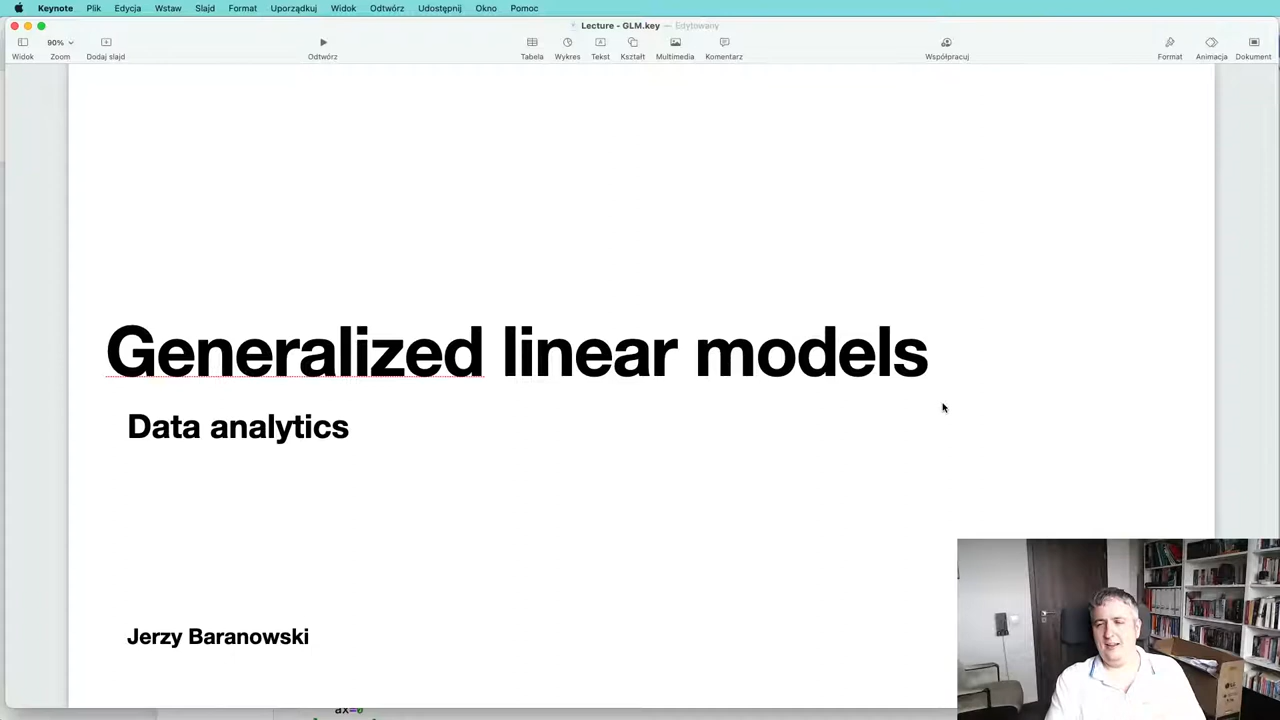 Keynote Plik Edycja Wstaw Slajd Format Uporządkuj Widok Odtwórz Udostępnij Okno Pomoc
Lecture - GLM.key — Edytowany
90%
Widok Zoom Dodaj slajd Odtwórz Tabela Wykres Tekst Kształt Multimedia Komentarz Współpracuj Format Animacja Dokument
Generalized linear models
Data analytics
Jerzy Baranowski